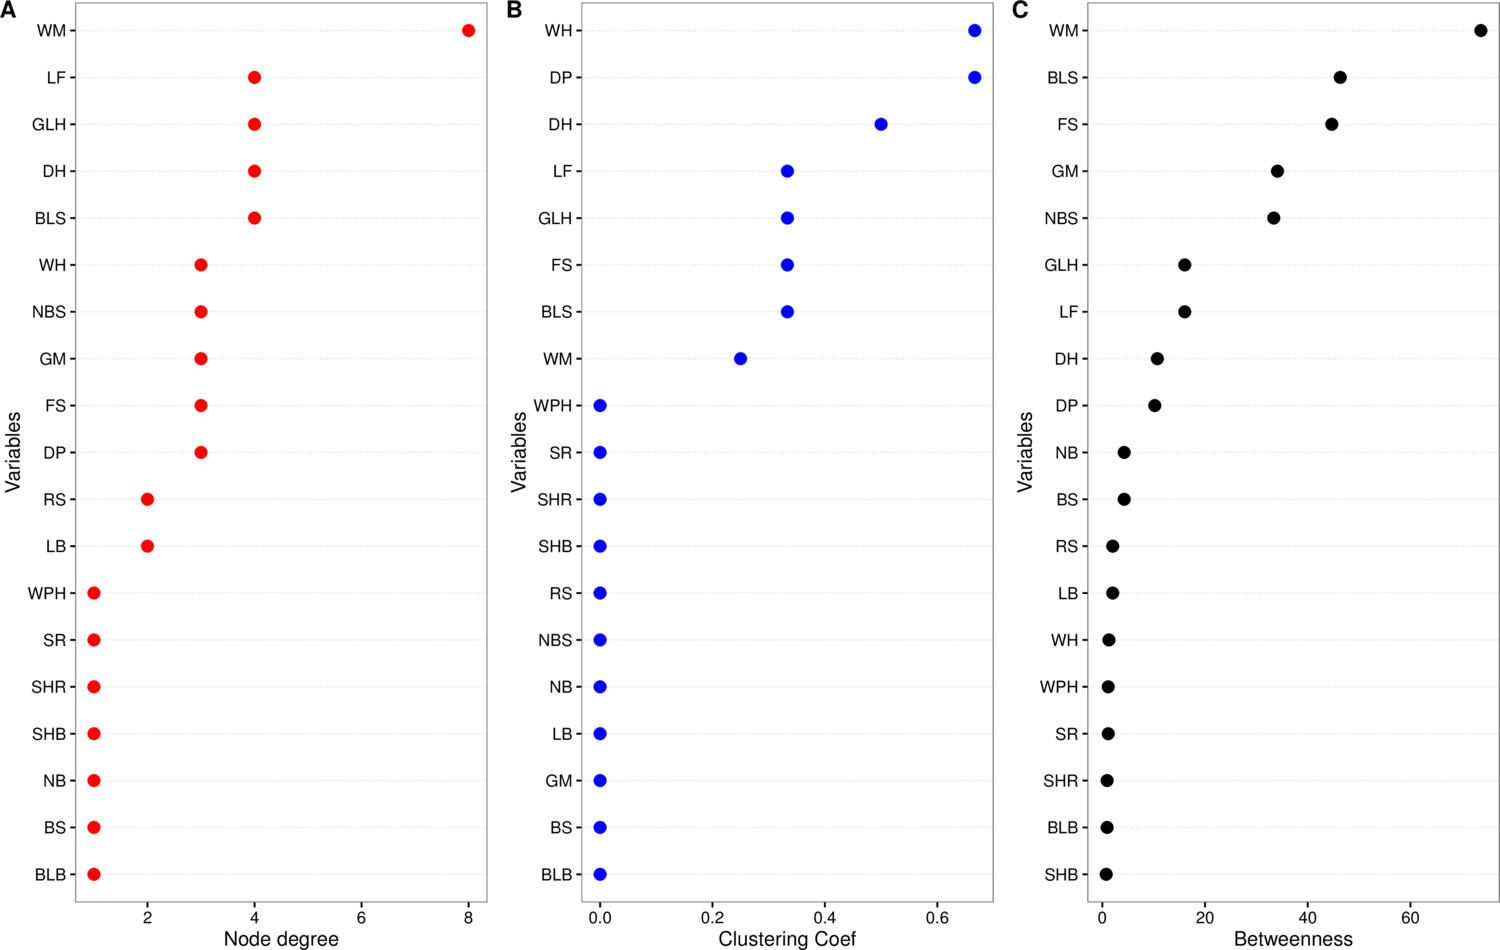 A
Variables
WM
LF
GLH
DH
BLS
WH
NBS
GM
FS
DP
RS
LB
WPH
SR
SHR
SHB
NB
BS
BLB
2 4 6 8
Node degree
B
Variables
WH
DP
DH
LF
GLH
FS
BLS
WM
WPH
SR
SHR
SHB
RS
NBS
NB
LB
GM
BS
BLB
0.0 0.2 0.4 0.6
Clustering Coef
C
Variables
WM
BLS
FS
GM
NBS
GLH
LF
DH
DP
NB
BS
RS
LB
WH
WPH
SR
SHR
BLB
SHB
0 20 40 60
Betweenness